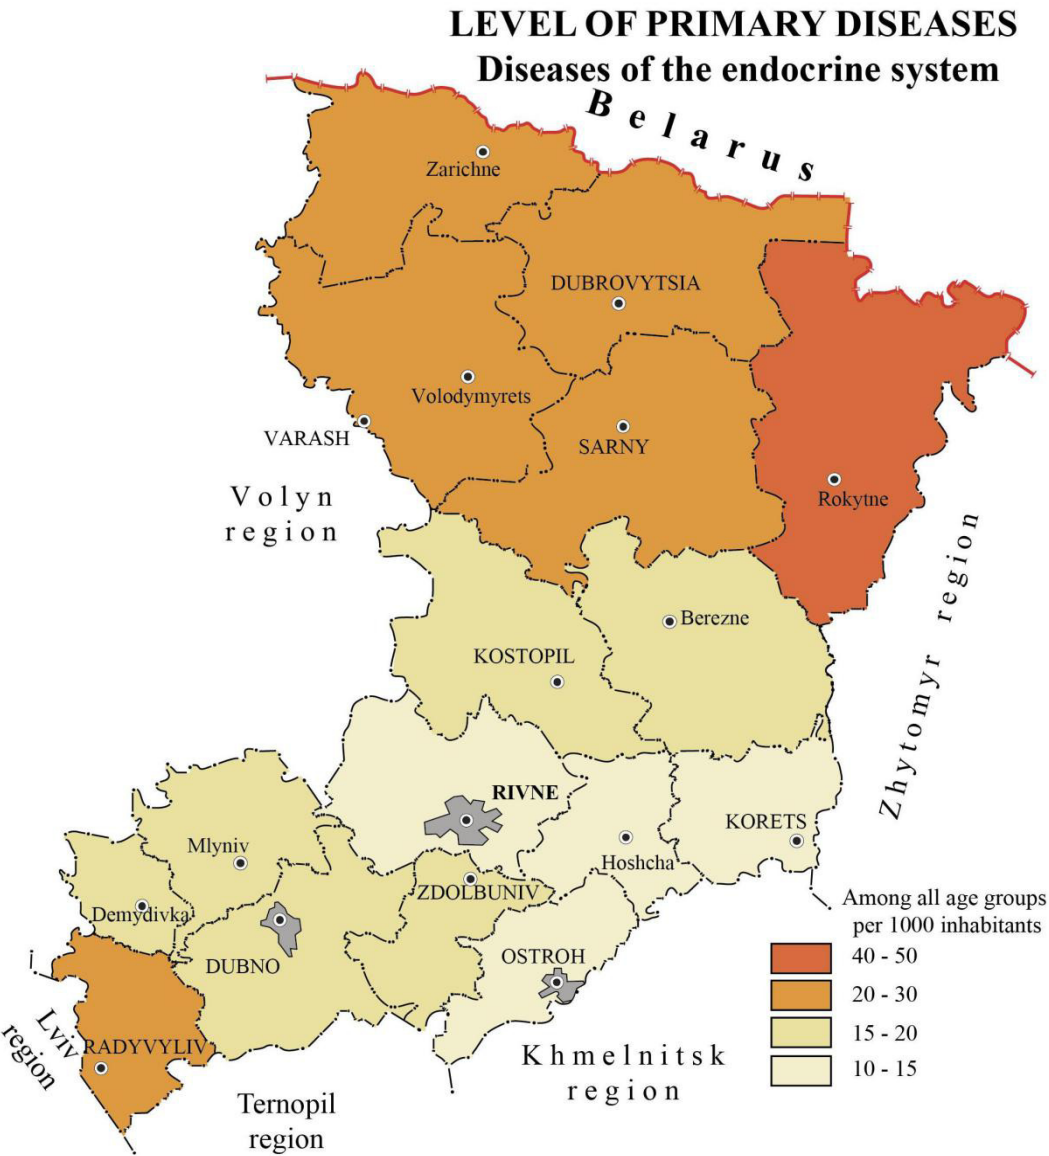 LEVEL OF PRIMARY DISEASES
Diseases of the endocrine system
Belarus
Zarichne
DUBROVYTSIA
Volodymyrets
VARASH
SARNY
Volyn
region
Rokytne
Zhytomyr region
Berezne
KOSTOPIL
RIVNE
KORETS
Mlyniv
Hoshcha
ZDOLBUNIV
Demydivka
Among all age groups
per 1000 inhabitants
OSTROH
DUBNO
40 - 50
20 - 30
15 - 20
10 - 15
Lviv
region
RADYVYLIV
Khmelnitsk
region
Ternopil
region